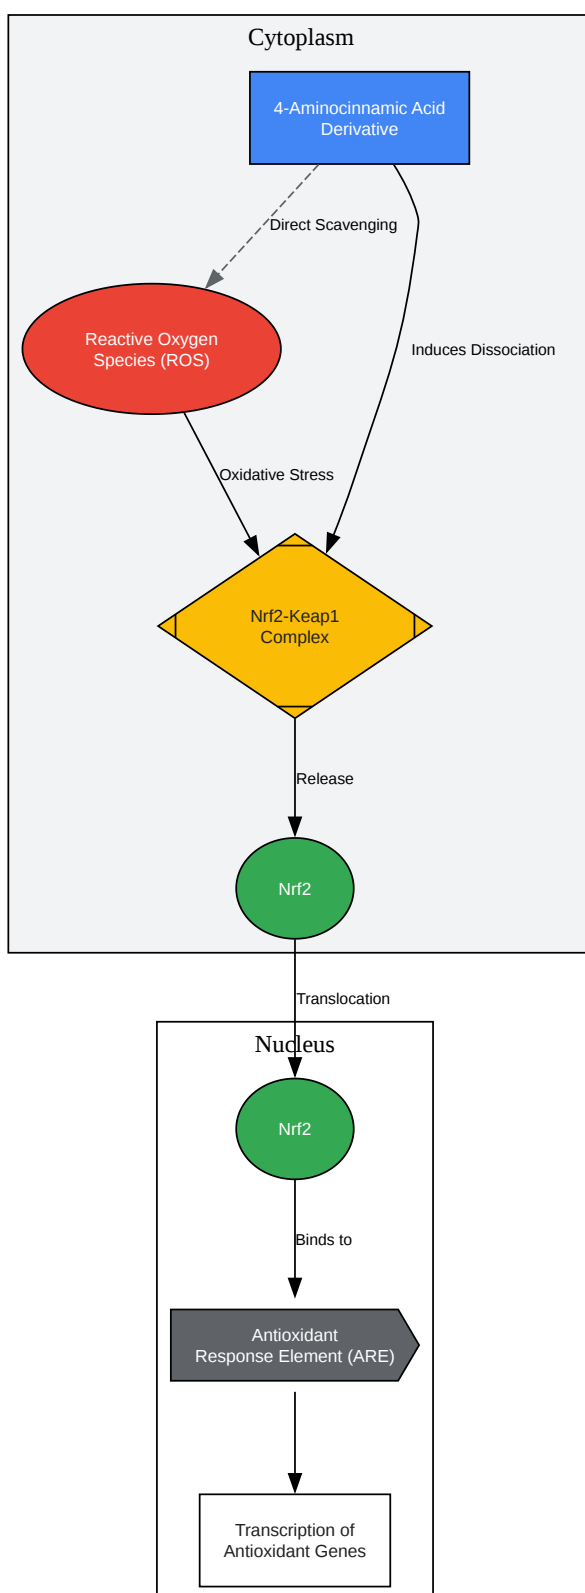 Cytoplasm
4-Aminocinnamic Acid
Derivative
Direct Scavenging
Reactive Oxygen
Species (ROS)
Induces Dissociation
Oxidative Stress
Nrf2-Keap1
Complex
Release
Nrf2
Translocation
Nucleus
Nrf2
Binds to
Antioxidant
Response Element (ARE)
Transcription of
Antioxidant Genes